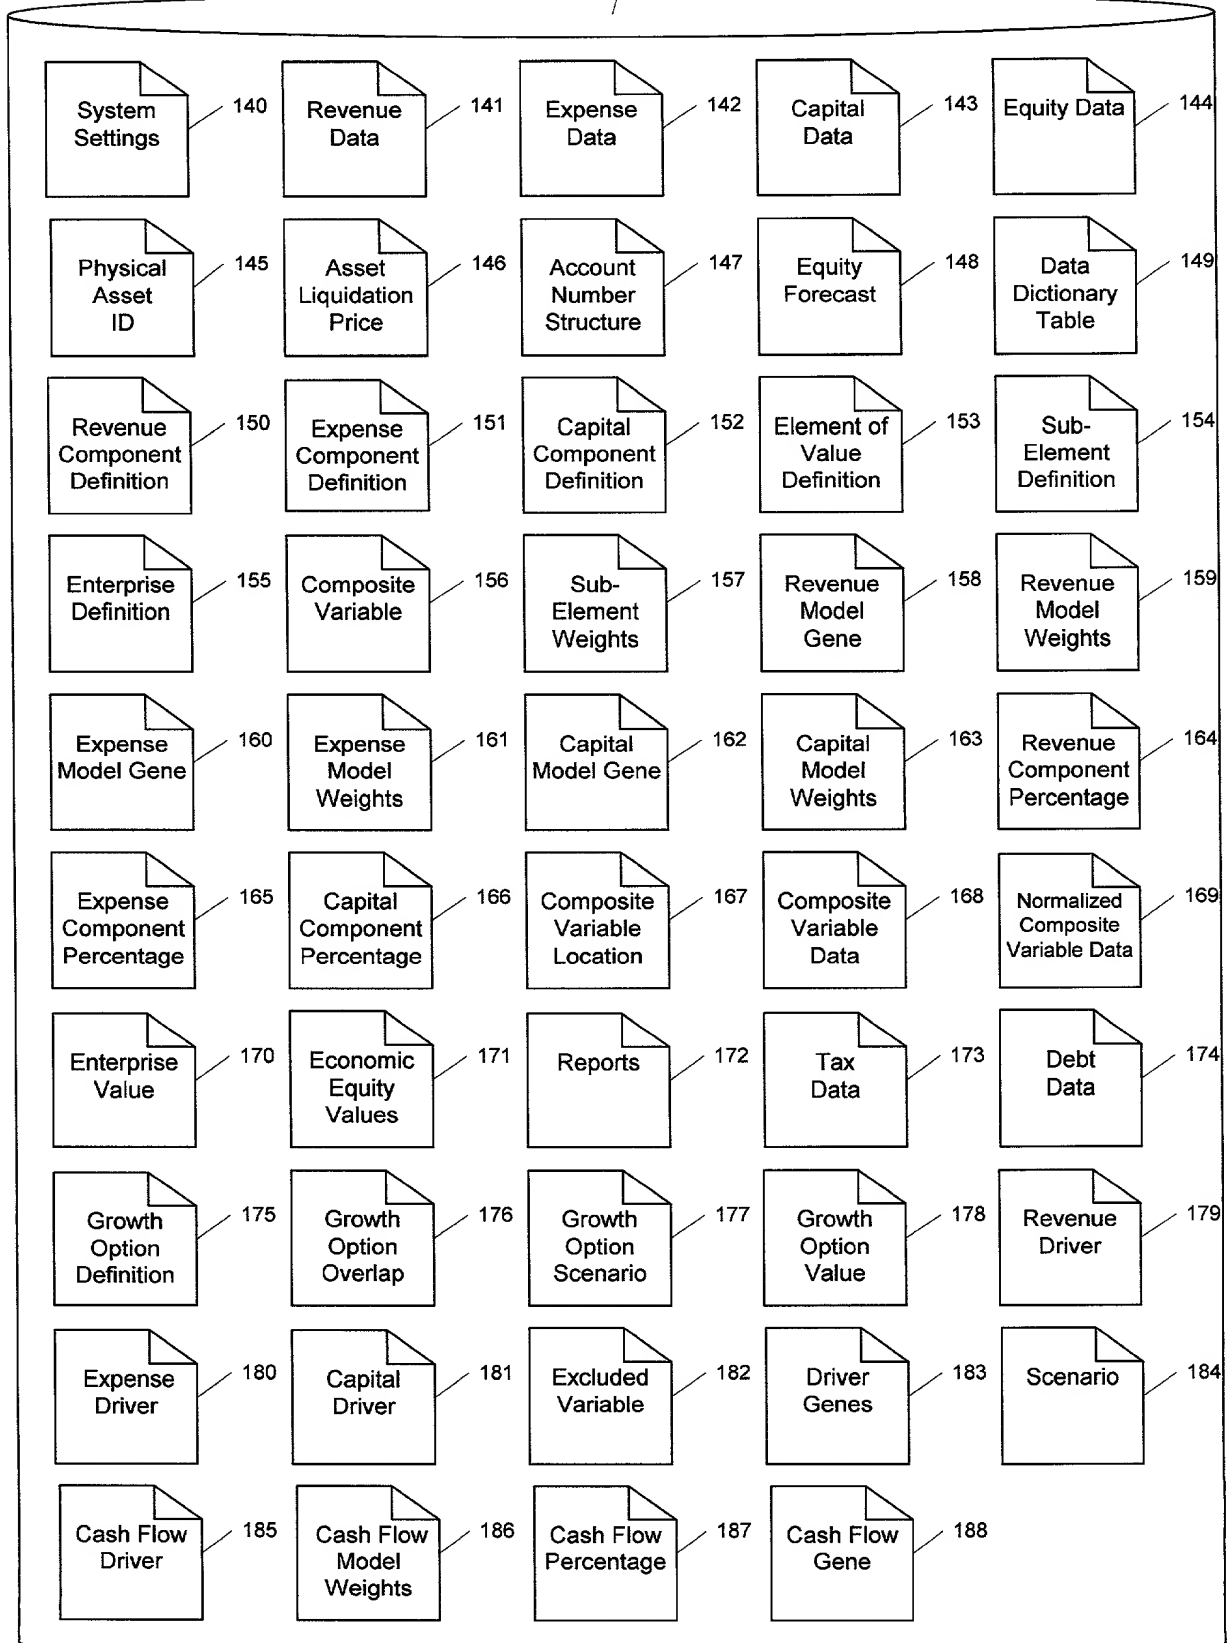 System
Settings
140
Revenue
Data
141
Expense
Data
142
Capital
Data
143
Equity Data
144
Physical
Asset
ID
145
Asset
Liquidation
Price
146
Account
Number
Structure
147
Equity
Forecast
148
Data
Dictionary
Table
149
Revenue
Component
Definition
150
Expense
Component
Definition
151
Capital
Component
Definition
152
Element of
Value
Definition
153
Sub-
Element
Definition
154
Enterprise
Definition
155
Composite
Variable
156
Sub-
Element
Weights
157
Revenue
Model
Gene
158
Revenue
Model
Weights
159
Expense
Model Gene
160
Expense
Model
Weights
161
Capital
Model Gene
162
Capital
Model
Weights
163
Revenue
Component
Percentage
164
Expense
Component
Percentage
165
Capital
Component
Percentage
166
Composite
Variable
Location
167
Composite
Variable
Data
168
Normalized
Composite
Variable Data
169
Enterprise
Value
170
Economic
Equity
Values
171
Reports
172
Tax
Data
173
Debt
Data
174
Growth
Option
Definition
175
Growth
Option
Overlap
176
Growth
Option
Scenario
177
Growth
Option
Value
178
Revenue
Driver
179
Expense
Driver
180
Capital
Driver
181
Excluded
Variable
182
Driver
Genes
183
Scenario
184
Cash Flow
Driver
185
Cash Flow
Model
Weights
186
Cash Flow
Percentage
187
Cash Flow
Gene
188